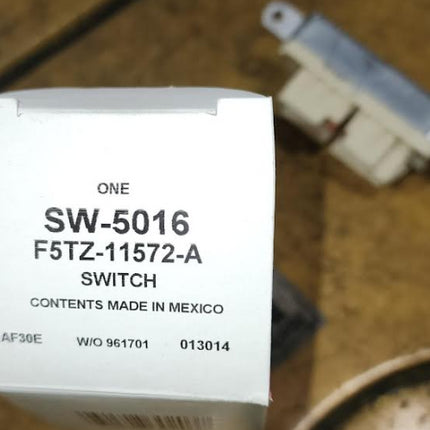 ONE
SW-5016
F5TZ-11572-A
SWITCH
CONTENTS MADE IN MEXICO
AF30E W/O 961701 013014